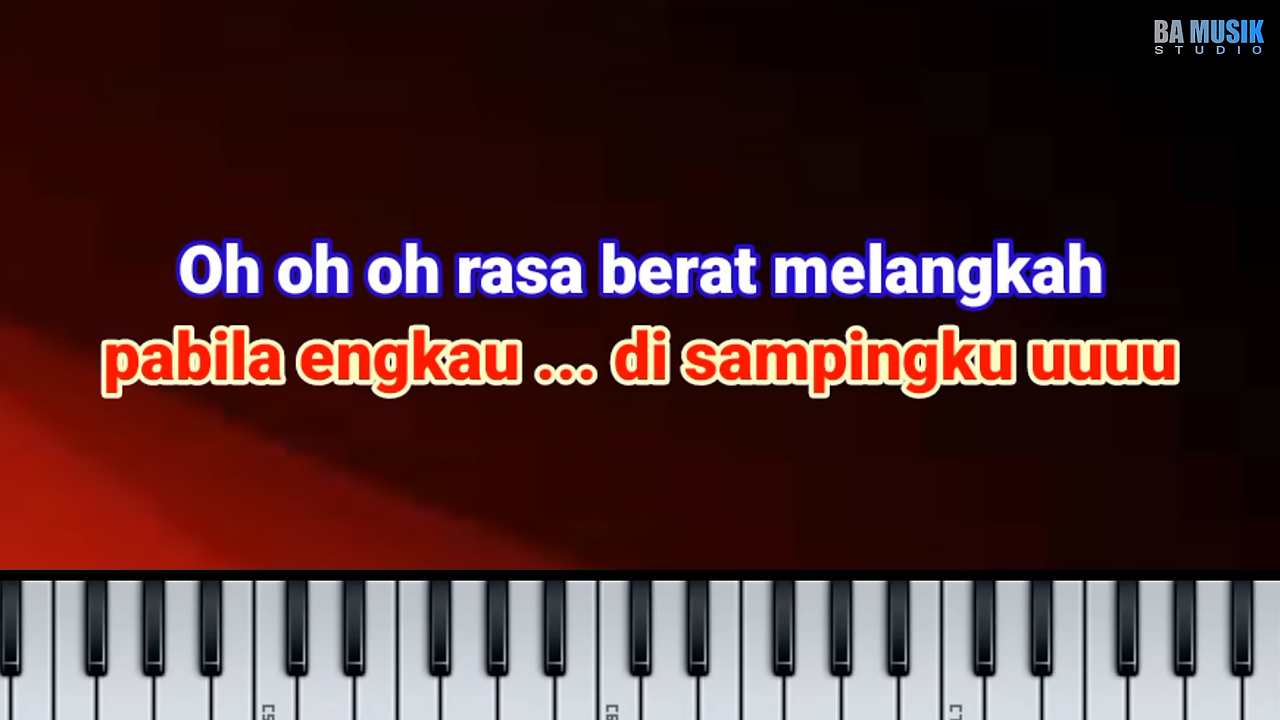 BA MUSIK
STUDIO
Oh oh oh rasa berat melangkah
pabila engkau ... di sampingku uuuu